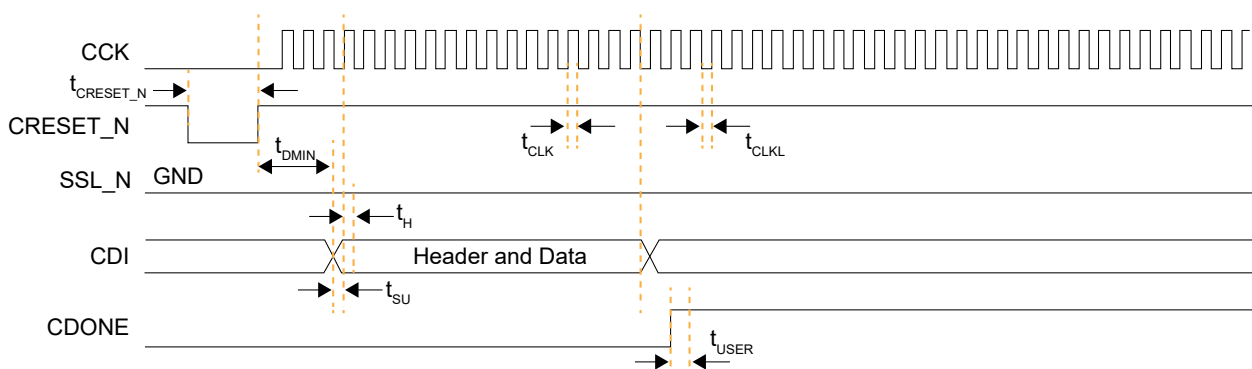 CCK
tCRESET_N
CRESET_N
tCLK
tCLKL
tDMIN
SSL_N
GND
tH
CDI
Header and Data
tSU
CDONE
tUSER